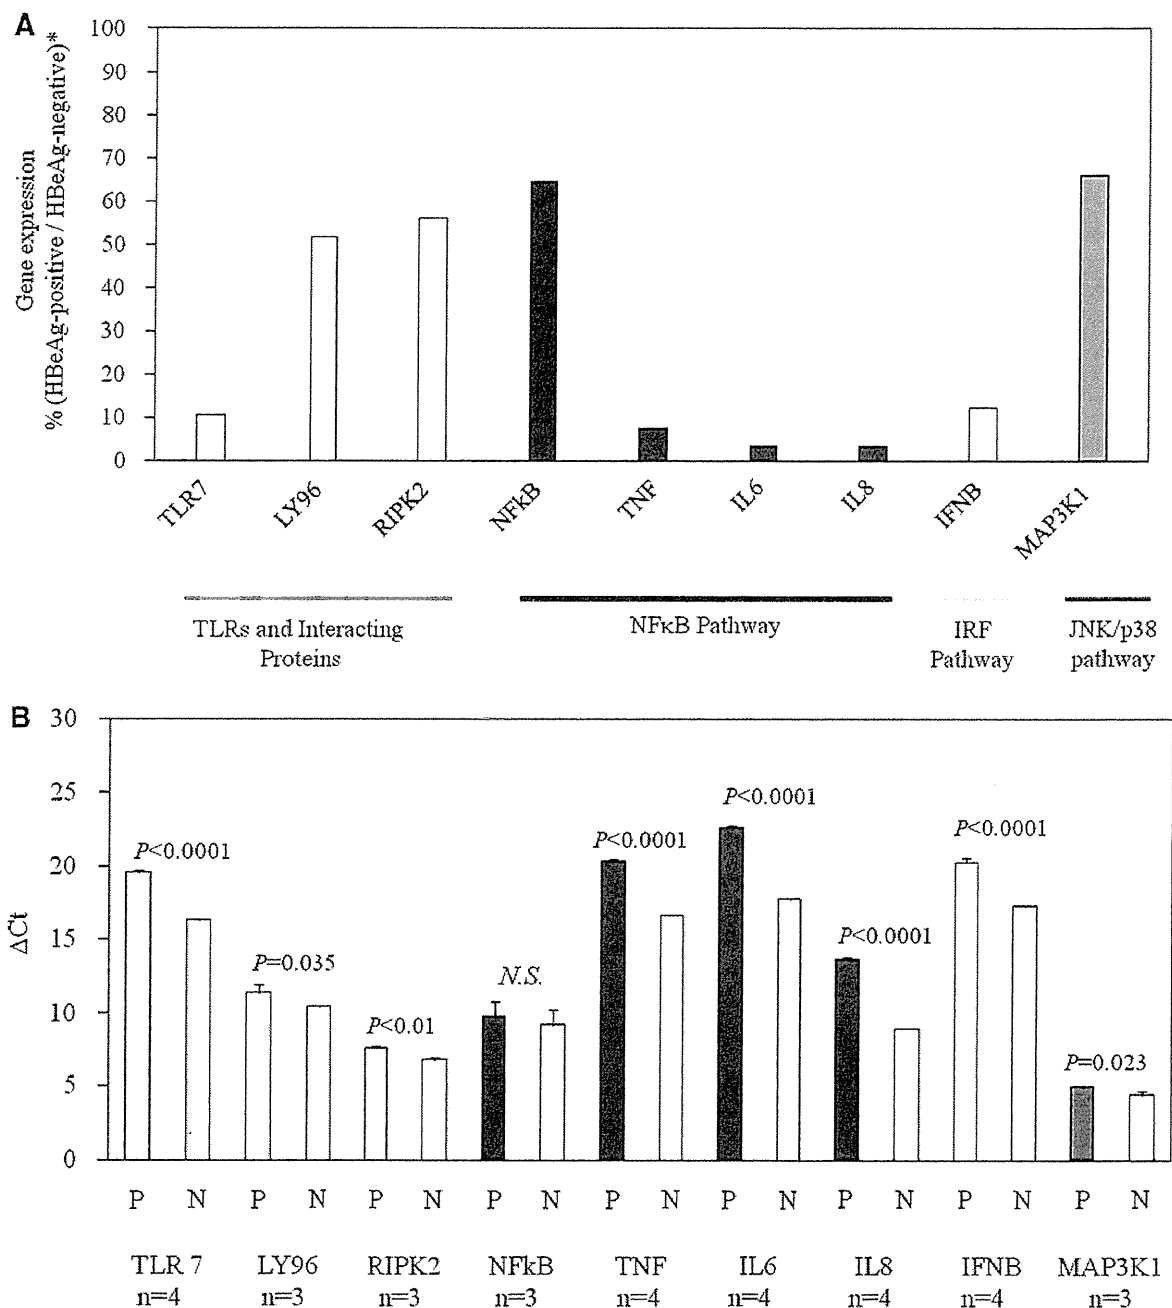 A
Gene expression
% (HBeAg-positive / HBeAg-negative)*
100
90
80
70
60
50
40
30
20
10
0
TLR7
LY96
RIPK2
NFkB
TNF
IL6
IL8
IFNB
MAP3K1
TLRs and Interacting
Proteins
NFκB Pathway
IRF
Pathway
JNK/p38
pathway
B
ΔCt
30
25
20
15
10
5
0
P<0.0001
P=0.035
P<0.01
N.S.
P<0.0001
P<0.0001
P<0.0001
P<0.0001
P=0.023
P N P N P N P N P N P N P N P N P N
TLR 7 LY96 RIPK2 NFkB TNF IL6 IL8 IFNB MAP3K1
n=4 n=3 n=3 n=3 n=4 n=4 n=4 n=4 n=3